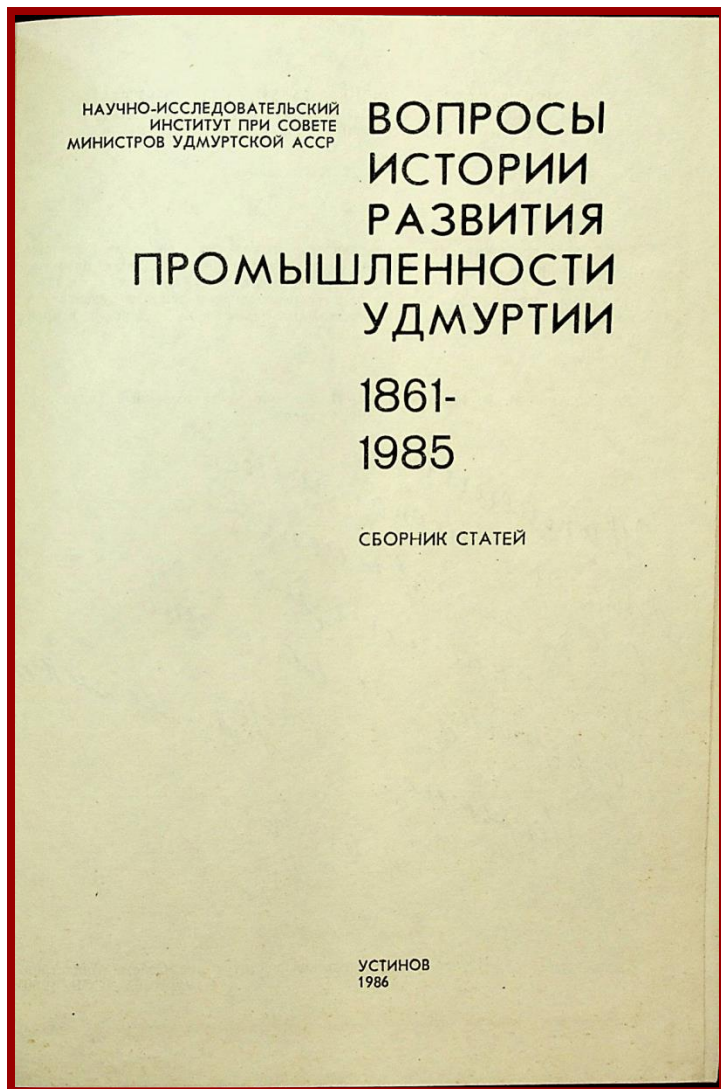 НАУЧНО-ИССЛЕДОВАТЕЛЬСКИЙ
ИНСТИТУТ ПРИ СОВЕТЕ
МИНИСТРОВ УДМУРТСКОЙ АССР
ВОПРОСЫ
ИСТОРИИ
РАЗВИТИЯ
ПРОМЫШЛЕННОСТИ
УДМУРТИИ
1861-
1985
СБОРНИК СТАТЕЙ
УСТИНОВ
1986